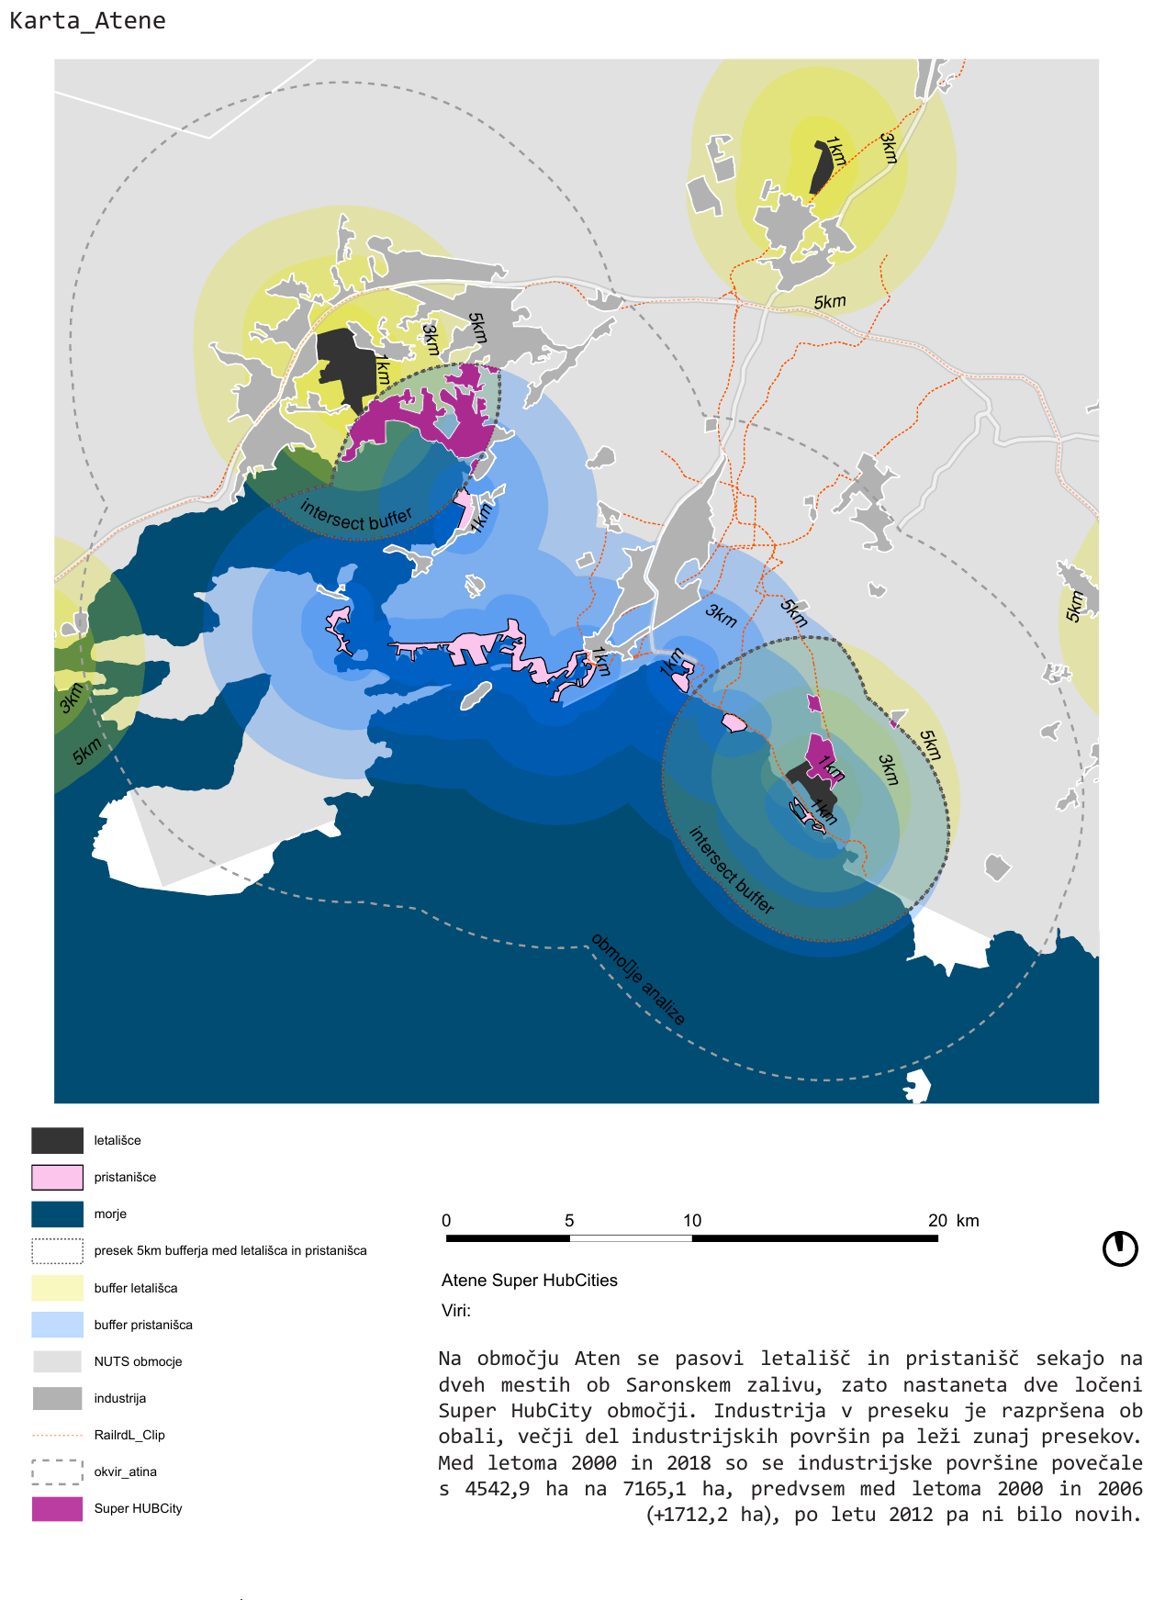 Karta_Atene
1km
3km
5km
5km
3km
1km
intersect buffer
1km
3km
5km
1km
1km
5km
3km
5km
5km
3km
1km
1km
intersect buffer
obmo▯je analize
letališce
pristanišce
morje
presek 5km bufferja med letališca in pristanišca
buffer letališca
buffer pristanišca
NUTS obmocje
industrija
RailrdL_Clip
okvir_atina
Super HUBCity
0 5 10 20 km
Atene Super HubCities
Viri:
Na območju Aten se pasovi letališč in pristanišč sekajo na
dveh mestih ob Saronskem zalivu, zato nastaneta dve ločeni
Super HubCity območji. Industrija v preseku je razpršena ob
obali, večji del industrijskih površin pa leži zunaj presekov.
Med letoma 2000 in 2018 so se industrijske površine povečale
s 4542,9 ha na 7165,1 ha, predvsem med letoma 2000 in 2006
(+1712,2 ha), po letu 2012 pa ni bilo novih.